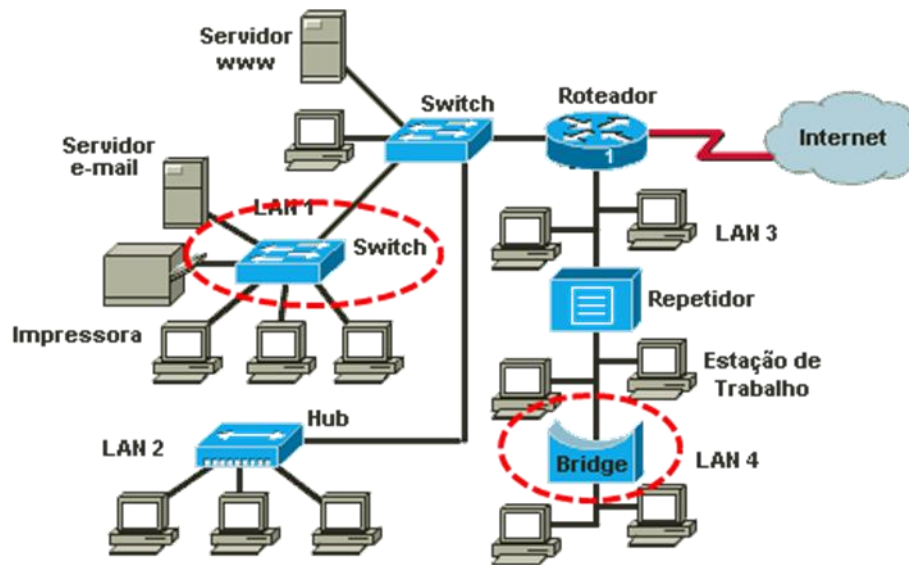 Servidor
www
Switch
Roteador
1
Internet
Servidor
e-mail
LAN 1
Switch
LAN 3
Impressora
Repetidor
Estação de
Trabalho
Hub
LAN 2
Bridge
LAN 4